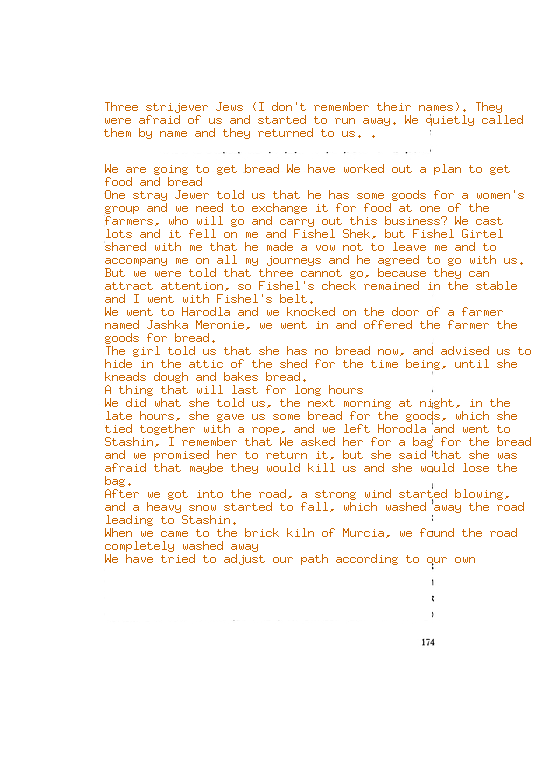 Three strijever Jews (I don't remember their names). They
were afraid of us and started to run away. We quietly called
them by name and they returned to us. .
We are going to get bread We have worked out a plan to get
food and bread
One stray Jewer told us that he has some goods for a women's
group and we need to exchange it for food at one of the
farmers, who will go and carry out this business? We cast
lots and it fell on me and Fishel Shek, but Fishel Girtel
shared with me that he made a vow not to leave me and to
accompany me on all my journeys and he agreed to go with us.
But we were told that three cannot go, because they can
attract attention, so Fishel's check remained in the stable
and I went with Fishel's belt.
We went to Harodla and we knocked on the door of a farmer
named Jashka Meronie, we went in and offered the farmer the
goods for bread.
The girl told us that she has no bread now, and advised us to
hide in the attic of the shed for the time being, until she
kneads dough and bakes bread.
A thing that will last for long hours
We did what she told us, the next morning at night, in the
late hours, she gave us some bread for the goods, which she
tied together with a rope, and we left Horodla and went to
Stashin, I remember that We asked her for a bag for the bread
and we promised her to return it, but she said that she was
afraid that maybe they would kill us and she would lose the
bag.
After we got into the road, a strong wind started blowing,
and a heavy snow started to fall, which washed away the road
leading to Stashin.
When we came to the brick kiln of Murcia, we found the road
completely washed away
We have tried to adjust our path according to our own
174